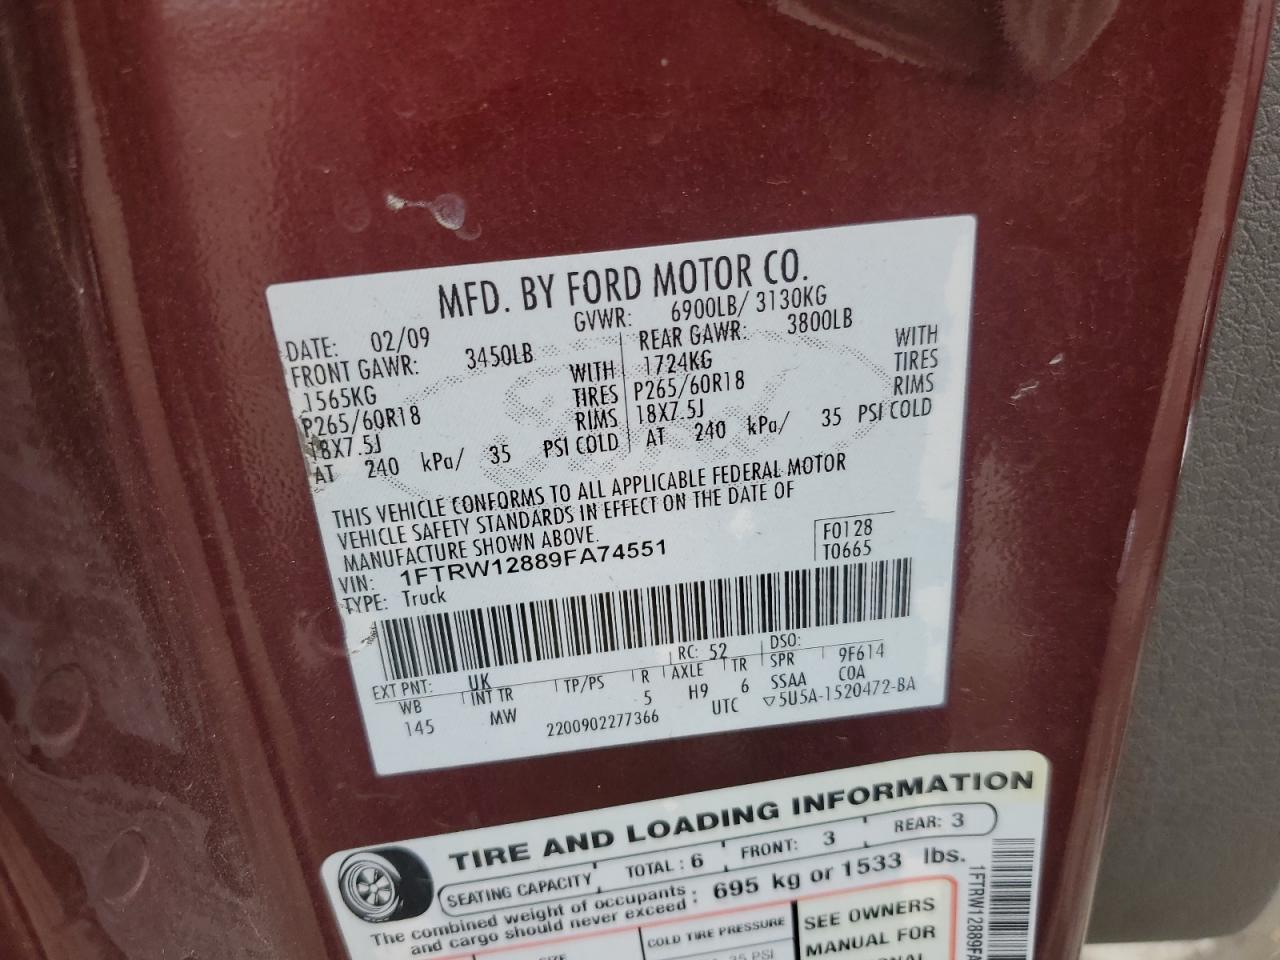 MFD. BY FORD MOTOR CO.
DATE: 02/09 GVWR: 6900LB/ 3130KG
FRONT GAWR: 3450LB REAR GAWR: 3800LB
1565KG WITH 1724KG WITH
P265/60R18 TIRES P265/60R18 TIRES
18X7.5J RIMS 18X7.5J RIMS
AT 240 kPa/ 35 PSI COLD AT 240 kPa/ 35 PSI COLD
THIS VEHICLE CONFORMS TO ALL APPLICABLE FEDERAL MOTOR
VEHICLE SAFETY STANDARDS IN EFFECT ON THE DATE OF
MANUFACTURE SHOWN ABOVE.
VIN: 1FTRW12889FA74551 F0128
TYPE: Truck T0665
EXT PNT: UK RC: 52 DSO:
WB INT TR TP/PS R AXLE TR SPR 9F614
145 MW 5 H9 6 SSAA COA
2200902277366 UTC ▽5U5A-1520472-BA
TIRE AND LOADING INFORMATION
SEATING CAPACITY TOTAL: 6 FRONT: 3 REAR: 3
The combined weight of occupants
and cargo should never exceed : 695 kg or 1533 lbs.
COLD TIRE PRESSURE
SEE OWNERS
MANUAL FOR
35 PSI
1FTRW12889FA